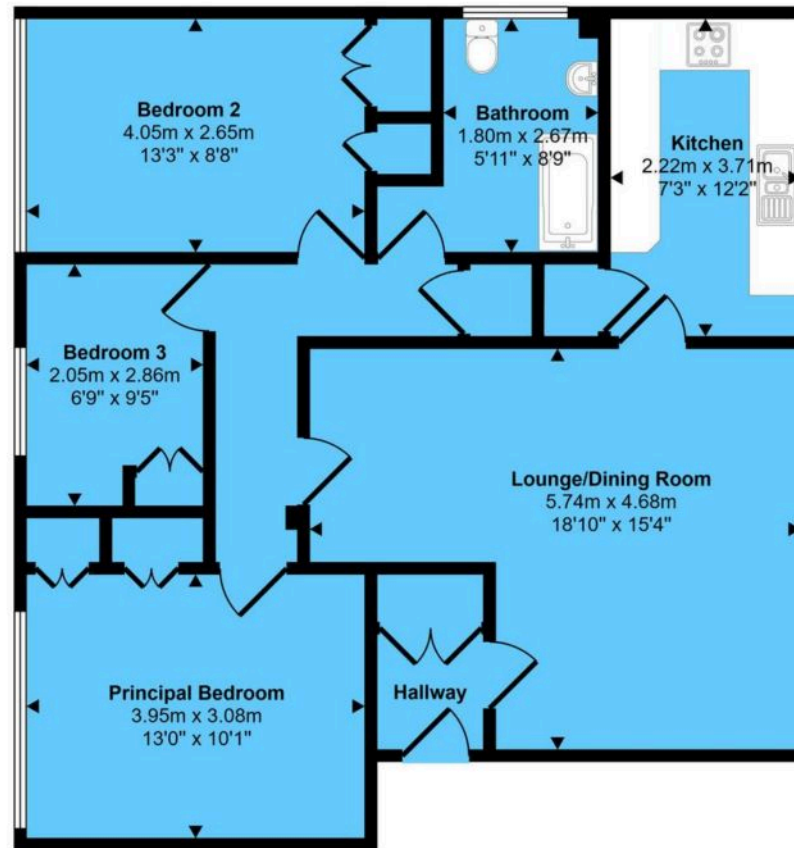 Bedroom 2
4.05m x 2.65m
13'3" x 8'8"
Bathroom
1.80m x 2.67m
5'11" x 8'9"
Kitchen
2.22m x 3.71m
7'3" x 12'2"
Bedroom 3
2.05m x 2.86m
6'9" x 9'5"
Lounge/Dining Room
5.74m x 4.68m
18'10" x 15'4"
Principal Bedroom
3.95m x 3.08m
13'0" x 10'1"
Hallway